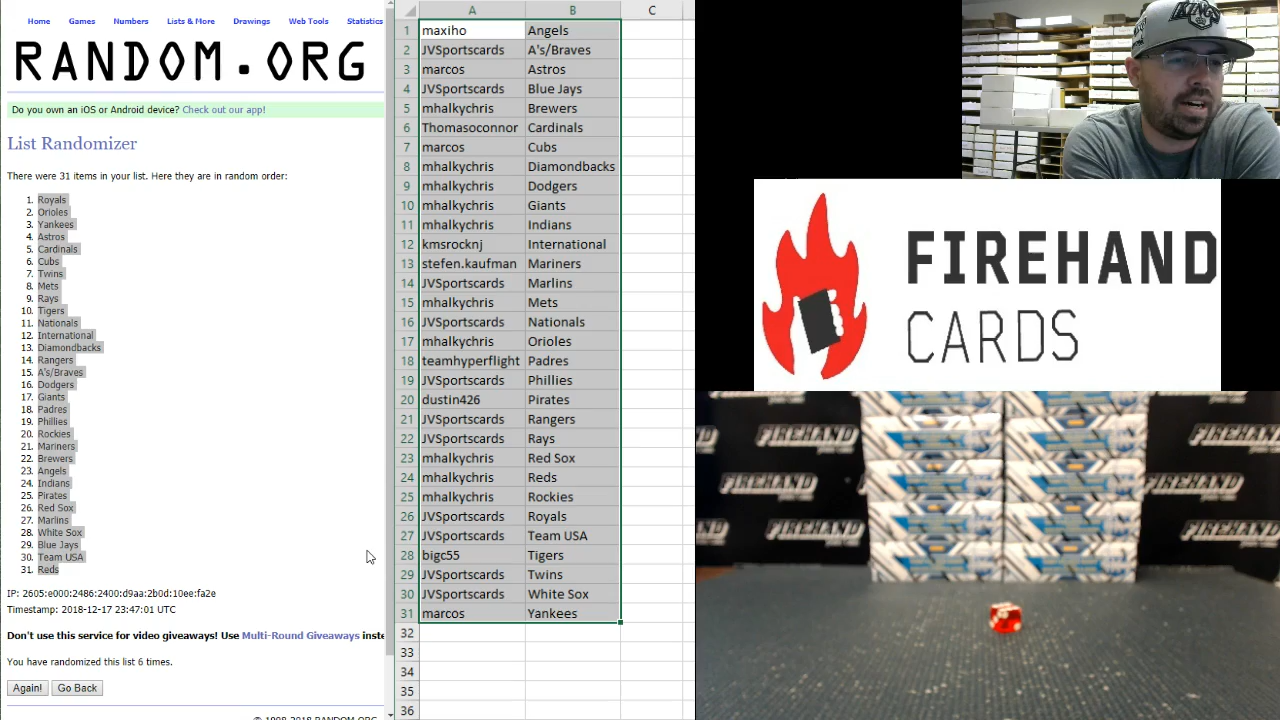 Home Games Numbers Lists & More Drawings Web Tools Statistics
RANDOM.ORG
Do you own an iOS or Android device? Check out our app!
List Randomizer
There were 31 items in your list. Here they are in random order:
1. Royals
2. Orioles
3. Yankees
4. Astros
5. Cardinals
6. Cubs
7. Twins
8. Mets
9. Rays
10. Tigers
11. Nationals
12. International
13. Diamondbacks
14. Rangers
15. A's/Braves
16. Dodgers
17. Giants
18. Padres
19. Phillies
20. Rockies
21. Mariners
22. Brewers
23. Angels
24. Indians
25. Pirates
26. Red Sox
27. Marlins
28. White Sox
29. Blue Jays
30. Team USA
31. Reds
IP: 2605:e000:2486:2400:d9aa:2b0d:10ee:fa2e
Timestamp: 2018-12-17 23:47:01 UTC
Don't use this service for video giveaways! Use Multi-Round Giveaways inste
You have randomized this list 6 times.
Again! Go Back
© 1998-2018 RANDOM.ORG
A B C
1 maxiho Angels
2 JVSportscards A's/Braves
3 marcos Astros
4 JVSportscards Blue Jays
5 mhalkychris Brewers
6 Thomasoconnor Cardinals
7 marcos Cubs
8 mhalkychris Diamondbacks
9 mhalkychris Dodgers
10 mhalkychris Giants
11 mhalkychris Indians
12 kmsrocknj International
13 stefen.kaufman Mariners
14 JVSportscards Marlins
15 mhalkychris Mets
16 JVSportscards Nationals
17 mhalkychris Orioles
18 teamhyperflight Padres
19 JVSportscards Phillies
20 dustin426 Pirates
21 JVSportscards Rangers
22 JVSportscards Rays
23 mhalkychris Red Sox
24 mhalkychris Reds
25 mhalkychris Rockies
26 JVSportscards Royals
27 JVSportscards Team USA
28 bigc55 Tigers
29 JVSportscards Twins
30 JVSportscards White Sox
31 marcos Yankees
32
33
34
35
36
KINGS
FIREHAND
CARDS
FIREHAND
FIREHAND
FIREHAND
FIREHAND